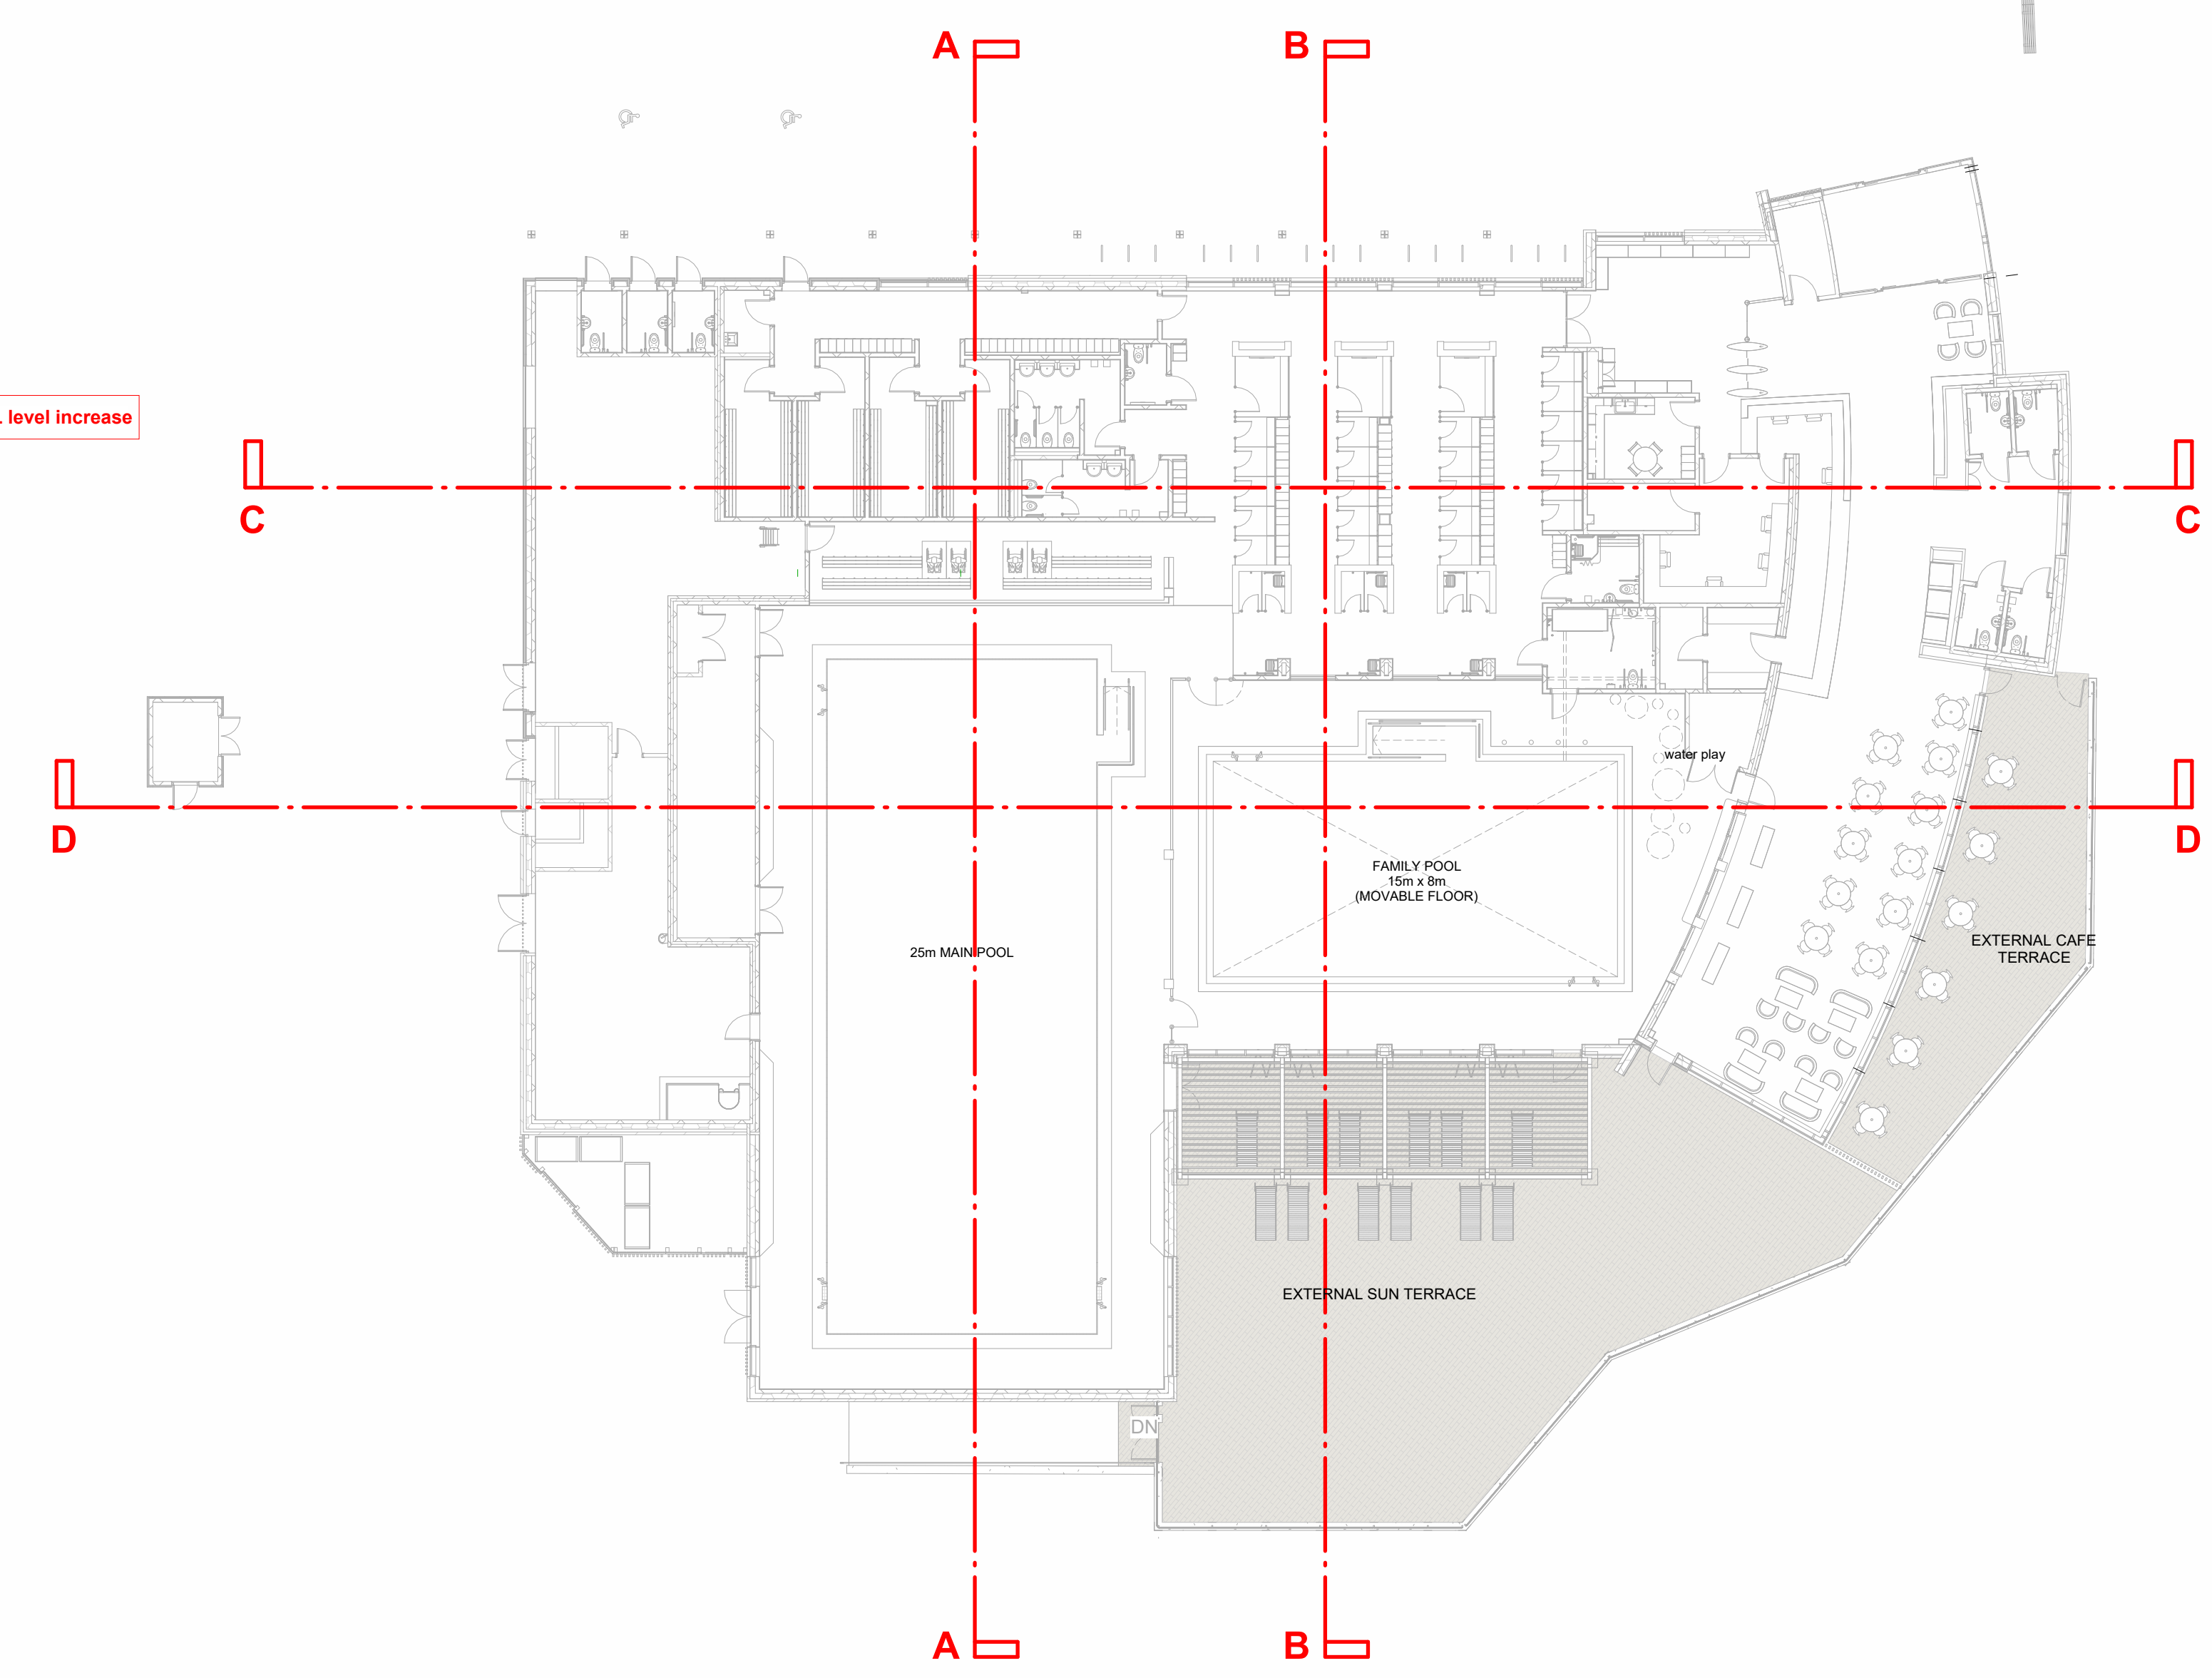 A
B
level increase
C
C
water play
D
D
FAMILY POOL
15m x 8m
(MOVABLE FLOOR)
25m MAIN POOL
EXTERNAL CAFE
TERRACE
EXTERNAL SUN TERRACE
DN
A
B